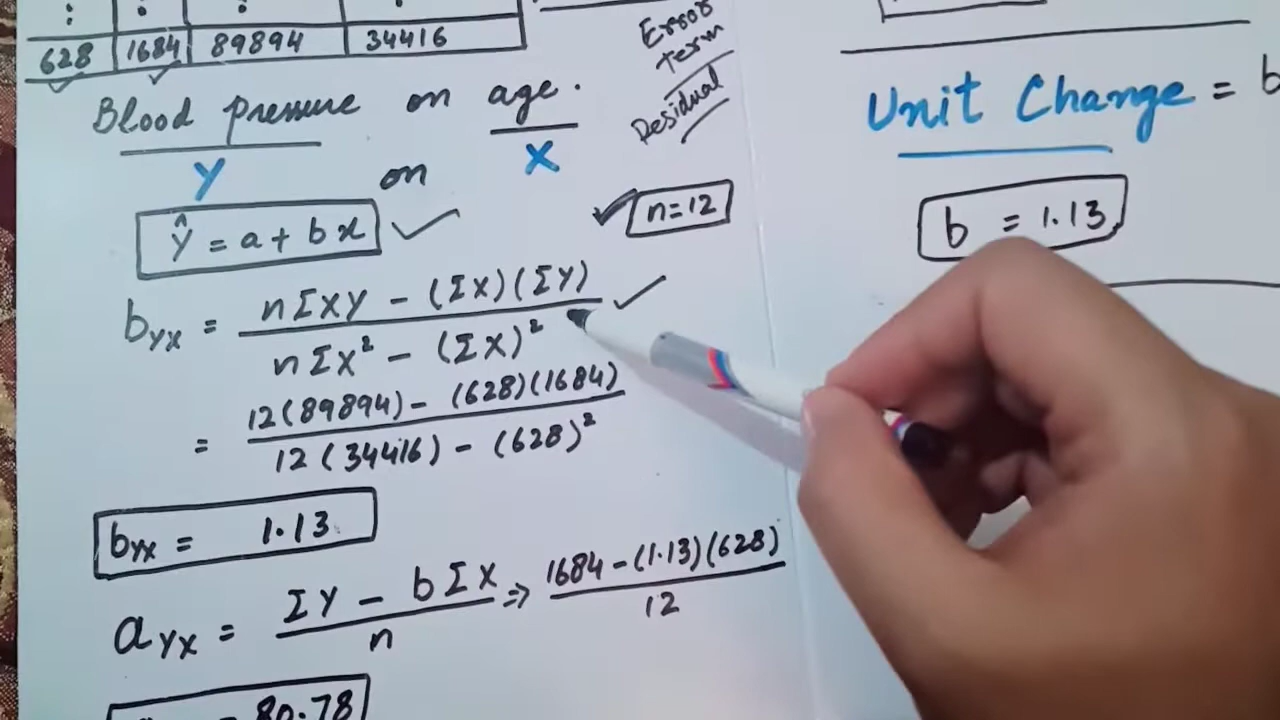 628 1684 89894 34416
Error
term
Residual
Blood pressure on age.
Y on X
Ŷ = a + bx
n=12
bYX = nΣXY - (ΣX)(ΣY)
nΣX² - (ΣX)²
= 12(89894) - (628)(1684)
12(34416) - (628)²
bYX = 1.13
aYX = ΣY - bΣX ⇒ 1684 - (1.13)(628)
n 12
= 80.78
Unit Change = b
b = 1.13